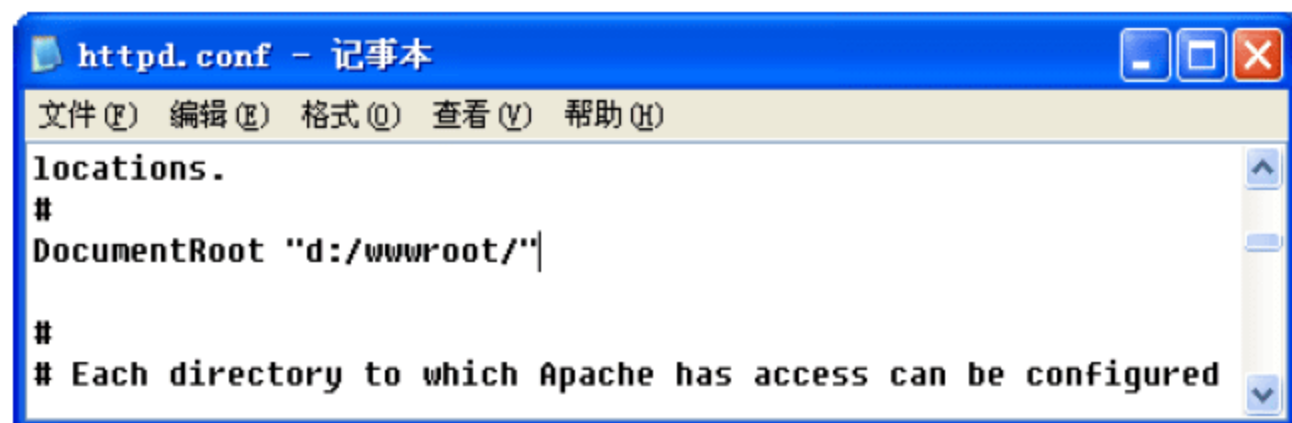 httpd.conf - 记事本
文件(F) 编辑(E) 格式(O) 查看(V) 帮助(H)
locations.
#
DocumentRoot "d:/wwwroot/"
#
# Each directory to which Apache has access can be configured